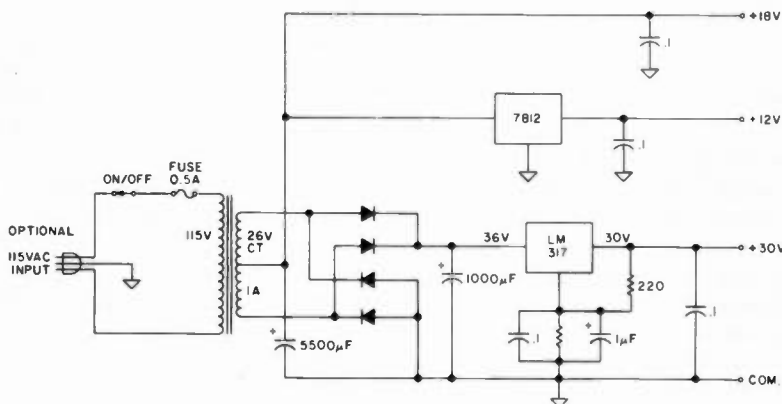 +18V
.1
7812
+12V
.1
ON/OFF
FUSE
0.5A
OPTIONAL
115VAC
INPUT
115V
26V
CT
1A
36V
LM
317
30V
+30V
+
1000µF
220
+
5500µF
.1
+
1µF
.1
COM.